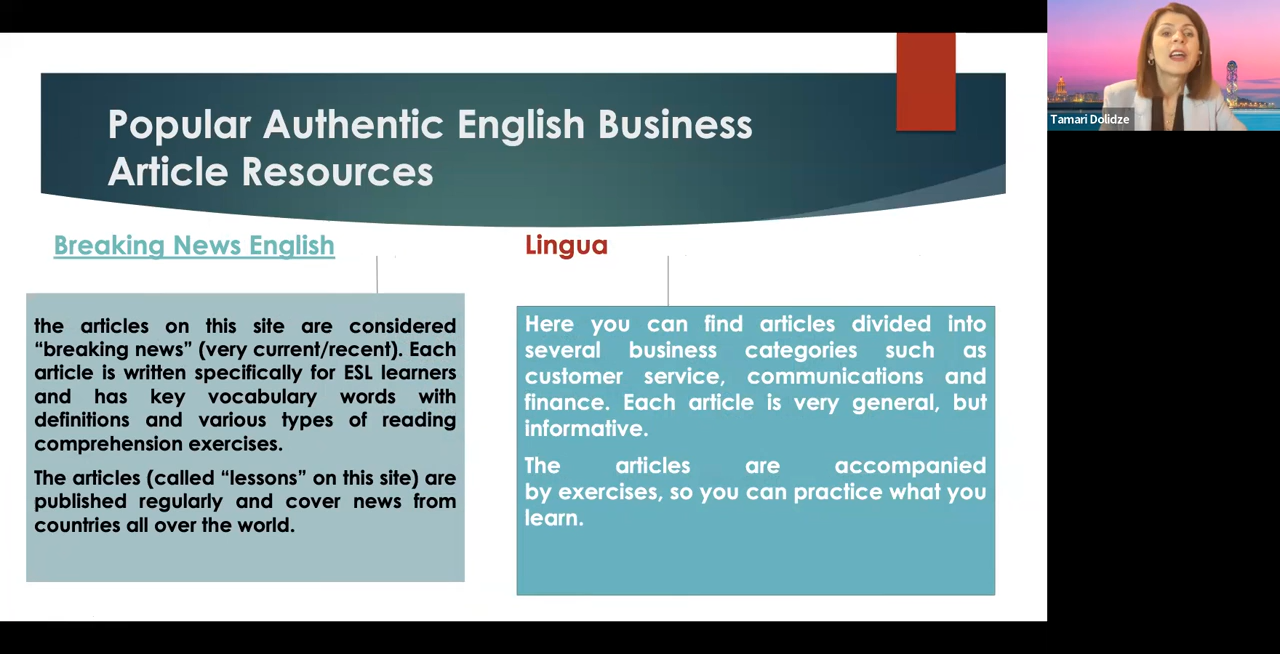 Popular Authentic English Business
Article Resources
Tamari Dolidze
Breaking News English
Lingua
the articles on this site are considered
“breaking news” (very current/recent). Each
article is written specifically for ESL learners
and has key vocabulary words with
definitions and various types of reading
comprehension exercises.
The articles (called “lessons” on this site) are
published regularly and cover news from
countries all over the world.
Here you can find articles divided into
several business categories such as
customer service, communications and
finance. Each article is very general, but
informative.
The articles are accompanied
by exercises, so you can practice what you
learn.